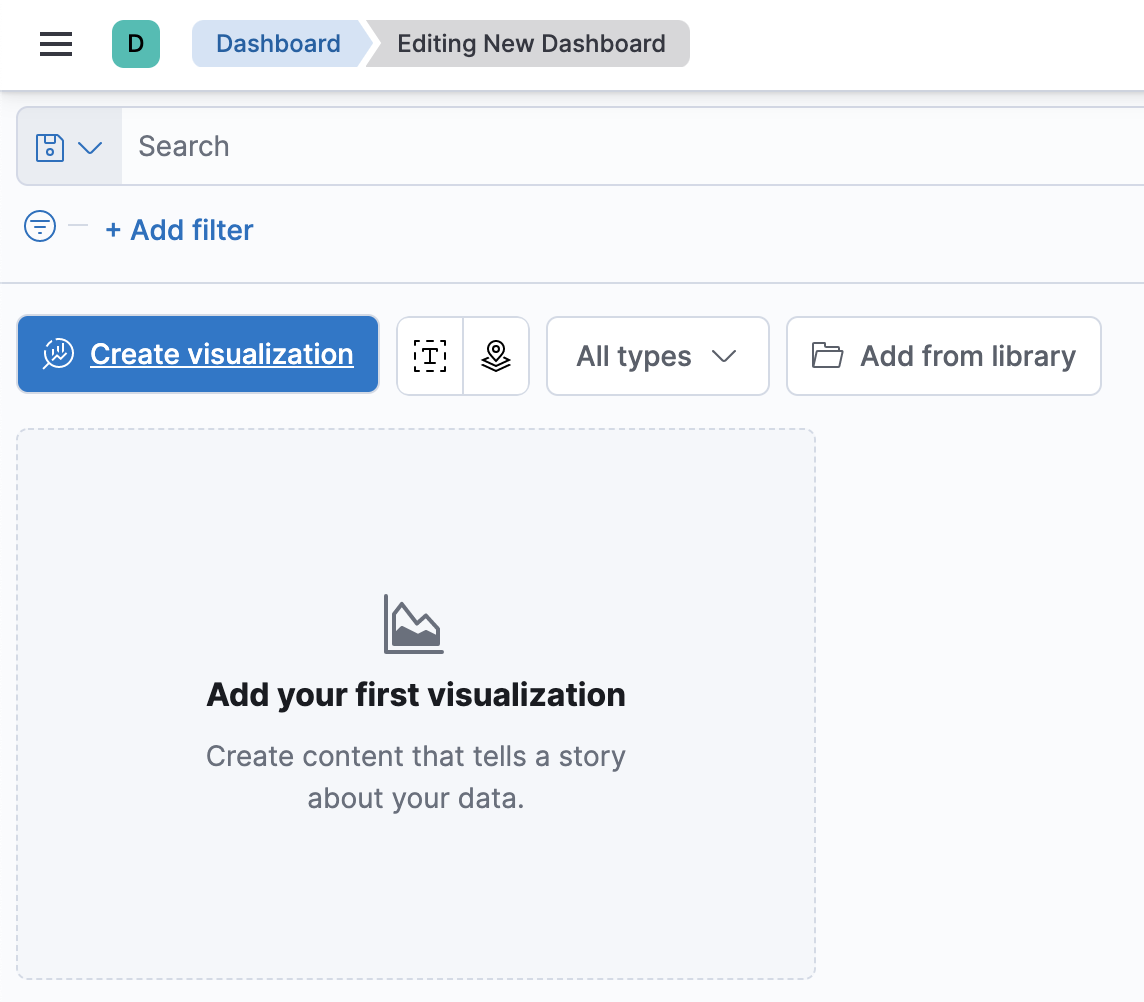 D Dashboard Editing New Dashboard
Search
+ Add filter
Create visualization T All types Add from library
Add your first visualization
Create content that tells a story
about your data.